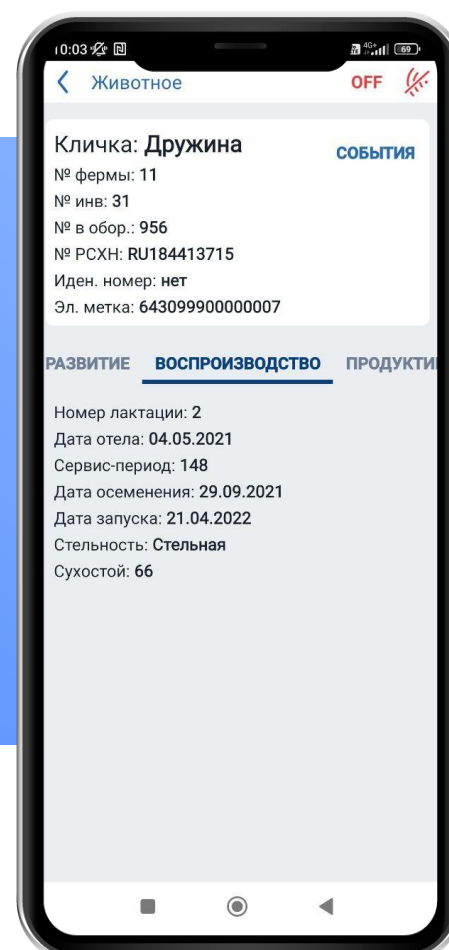 10:03
4G+
69
Животное
OFF
Кличка: Дружина
СОБЫТИЯ
№ фермы: 11
№ инв: 31
№ в обор.: 956
№ РСХН: RU184413715
Иден. номер: нет
Эл. метка: 643099900000007
РАЗВИТИЕ ВОСПРОИЗВОДСТВО ПРОДУКТИ
Номер лактации: 2
Дата отела: 04.05.2021
Сервис-период: 148
Дата осеменения: 29.09.2021
Дата запуска: 21.04.2022
Стельность: Стельная
Сухостой: 66